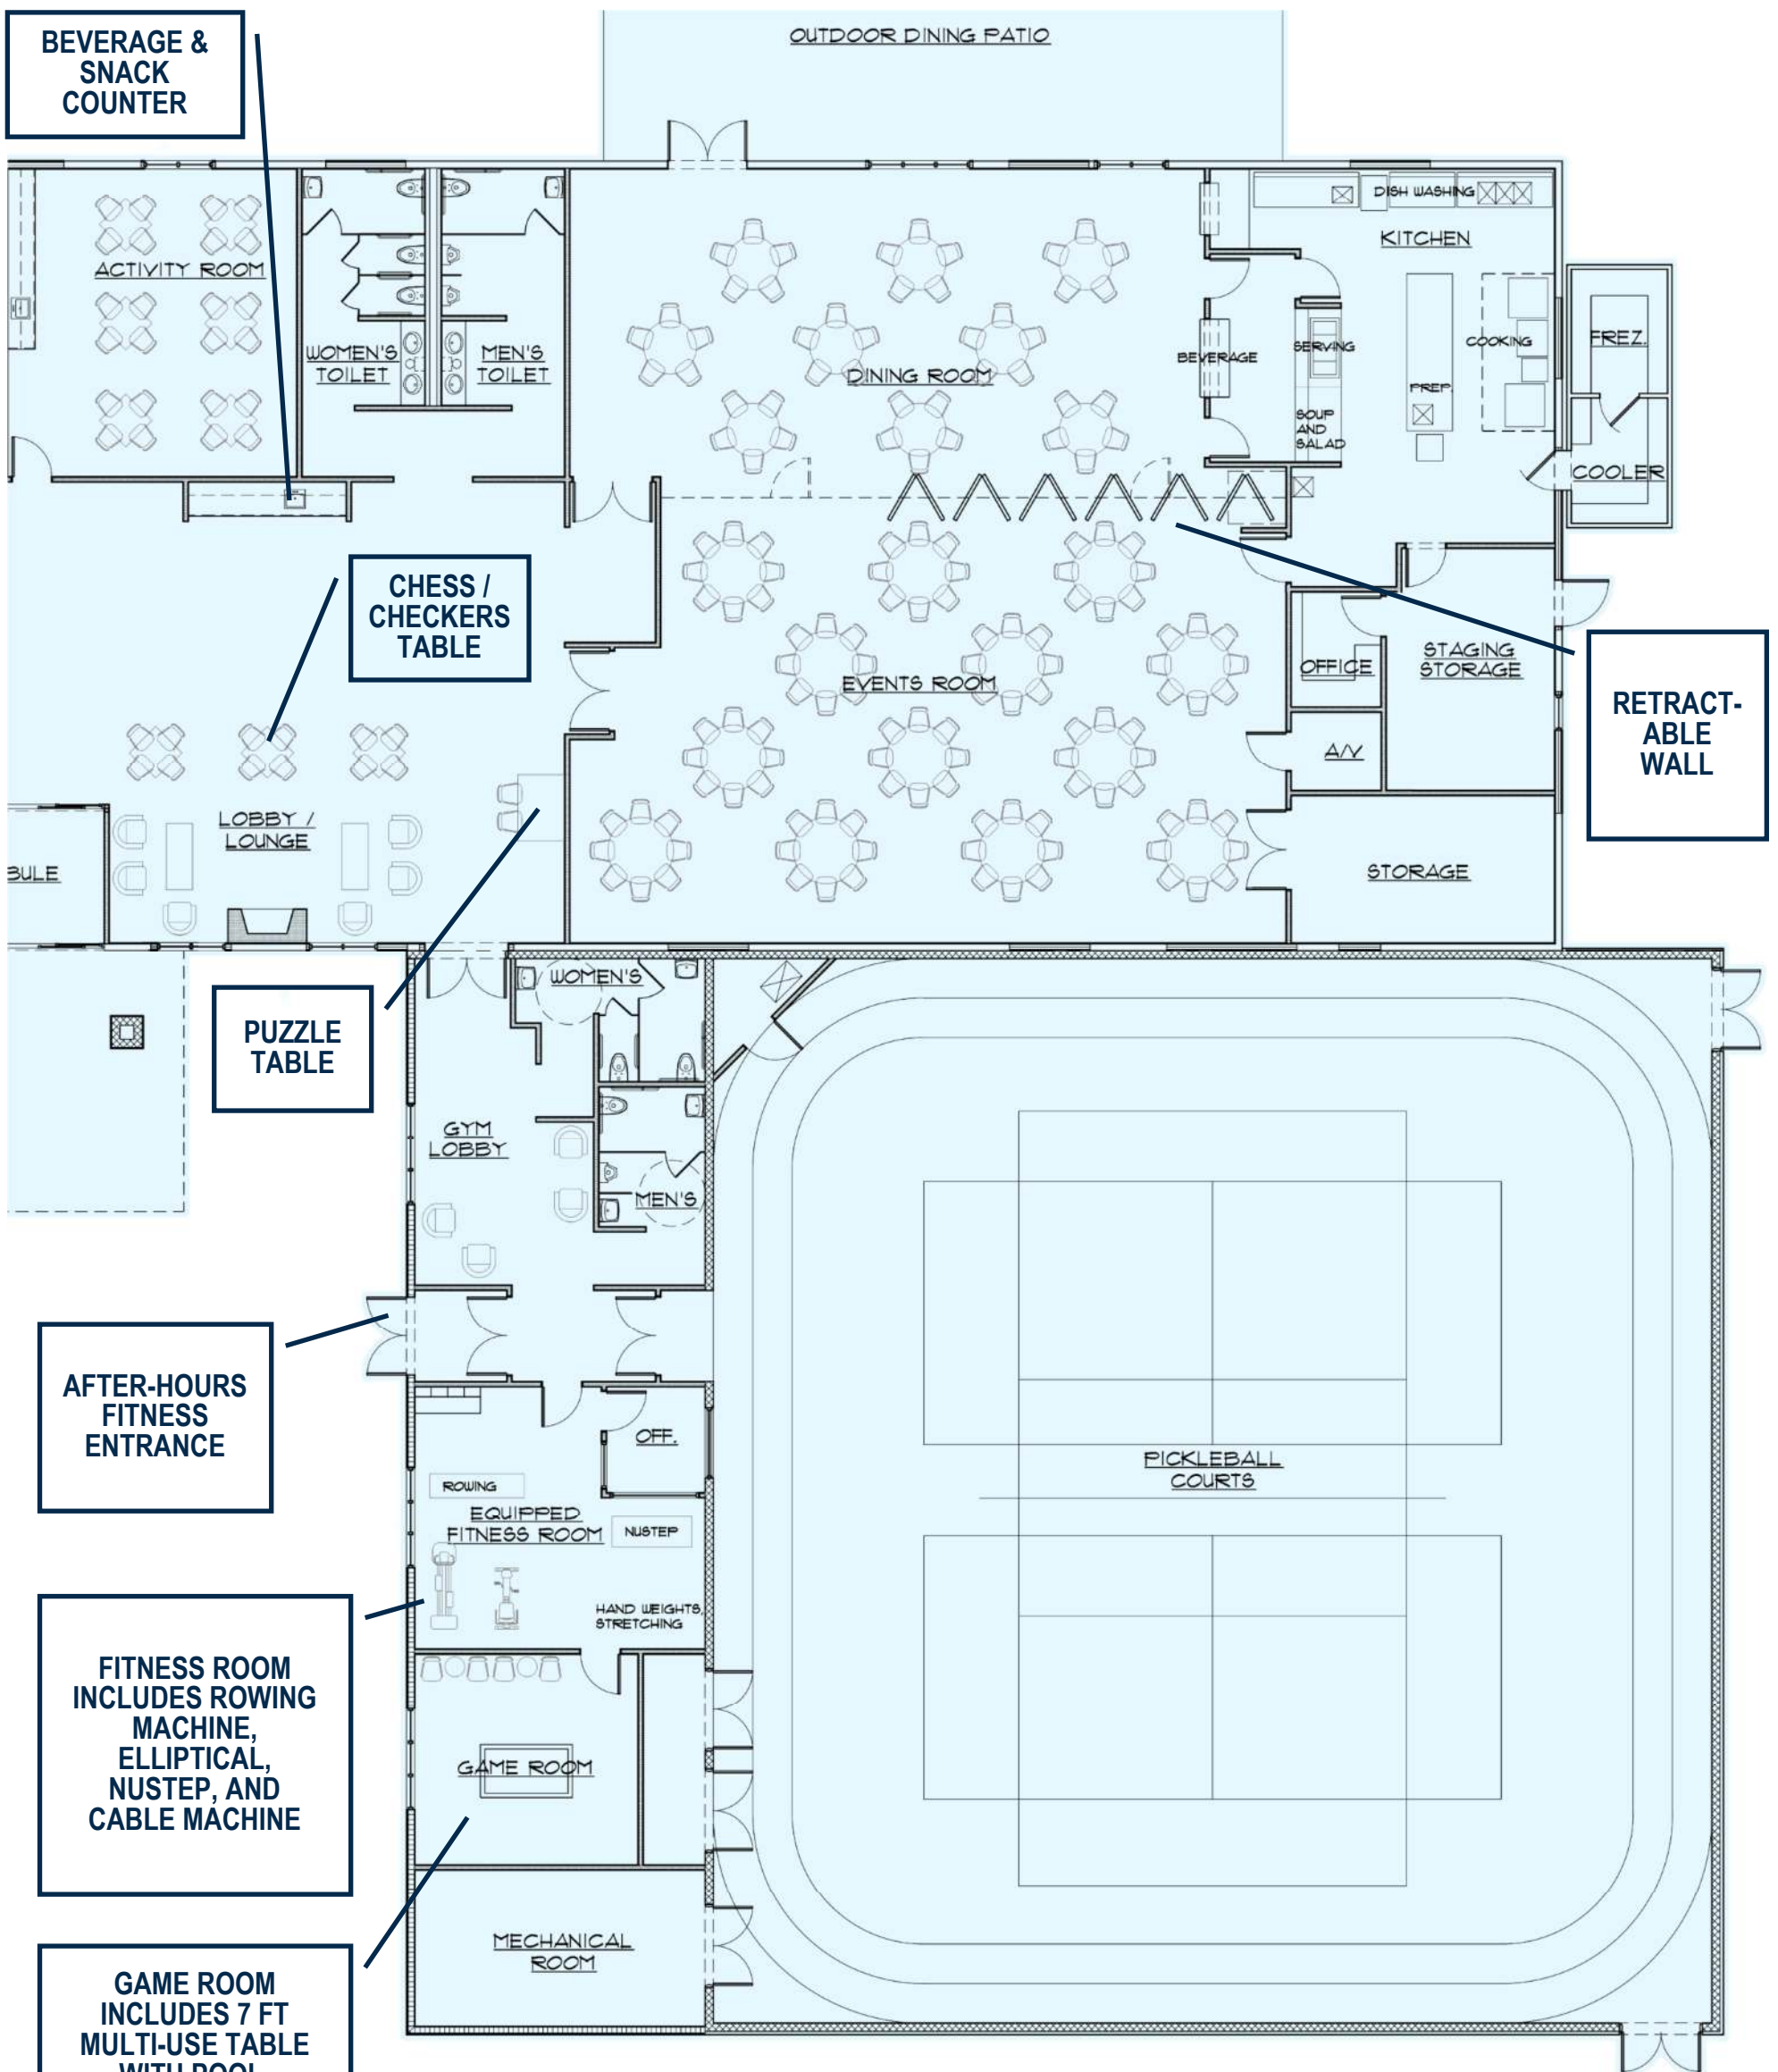 BEVERAGE &
SNACK
COUNTER
OUTDOOR DINING PATIO
DISH WASHING
KITCHEN
ACTIVITY ROOM
WOMEN'S
TOILET
MEN'S
TOILET
DINING ROOM
BEVERAGE
SERVING
SOUP
AND
SALAD
PREP.
COOKING
FREZ.
COOLER
CHESS /
CHECKERS
TABLE
EVENTS ROOM
OFFICE
STAGING
STORAGE
RETRACT-
ABLE
WALL
A/V
LOBBY /
LOUNGE
BULE
STORAGE
PUZZLE
TABLE
WOMEN'S
GYM
LOBBY
MEN'S
AFTER-HOURS
FITNESS
ENTRANCE
OFF.
ROWING
EQUIPPED
FITNESS ROOM
NUSTEP
HAND WEIGHTS,
STRETCHING
PICKLEBALL
COURTS
FITNESS ROOM
INCLUDES ROWING
MACHINE,
ELLIPTICAL,
NUSTEP, AND
CABLE MACHINE
GAME ROOM
MECHANICAL
ROOM
GAME ROOM
INCLUDES 7 FT
MULTI-USE TABLE
WITH POOL